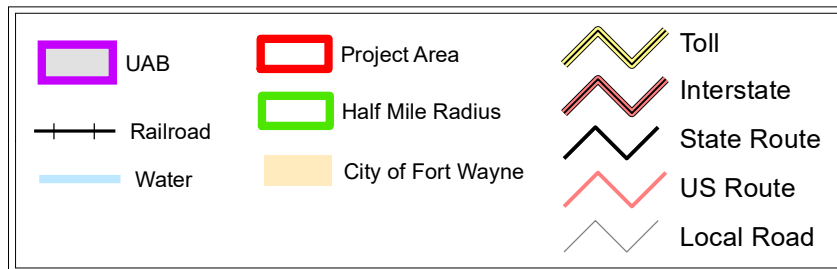 UAB
Railroad
Water
Project Area
Half Mile Radius
City of Fort Wayne
Toll
Interstate
State Route
US Route
Local Road